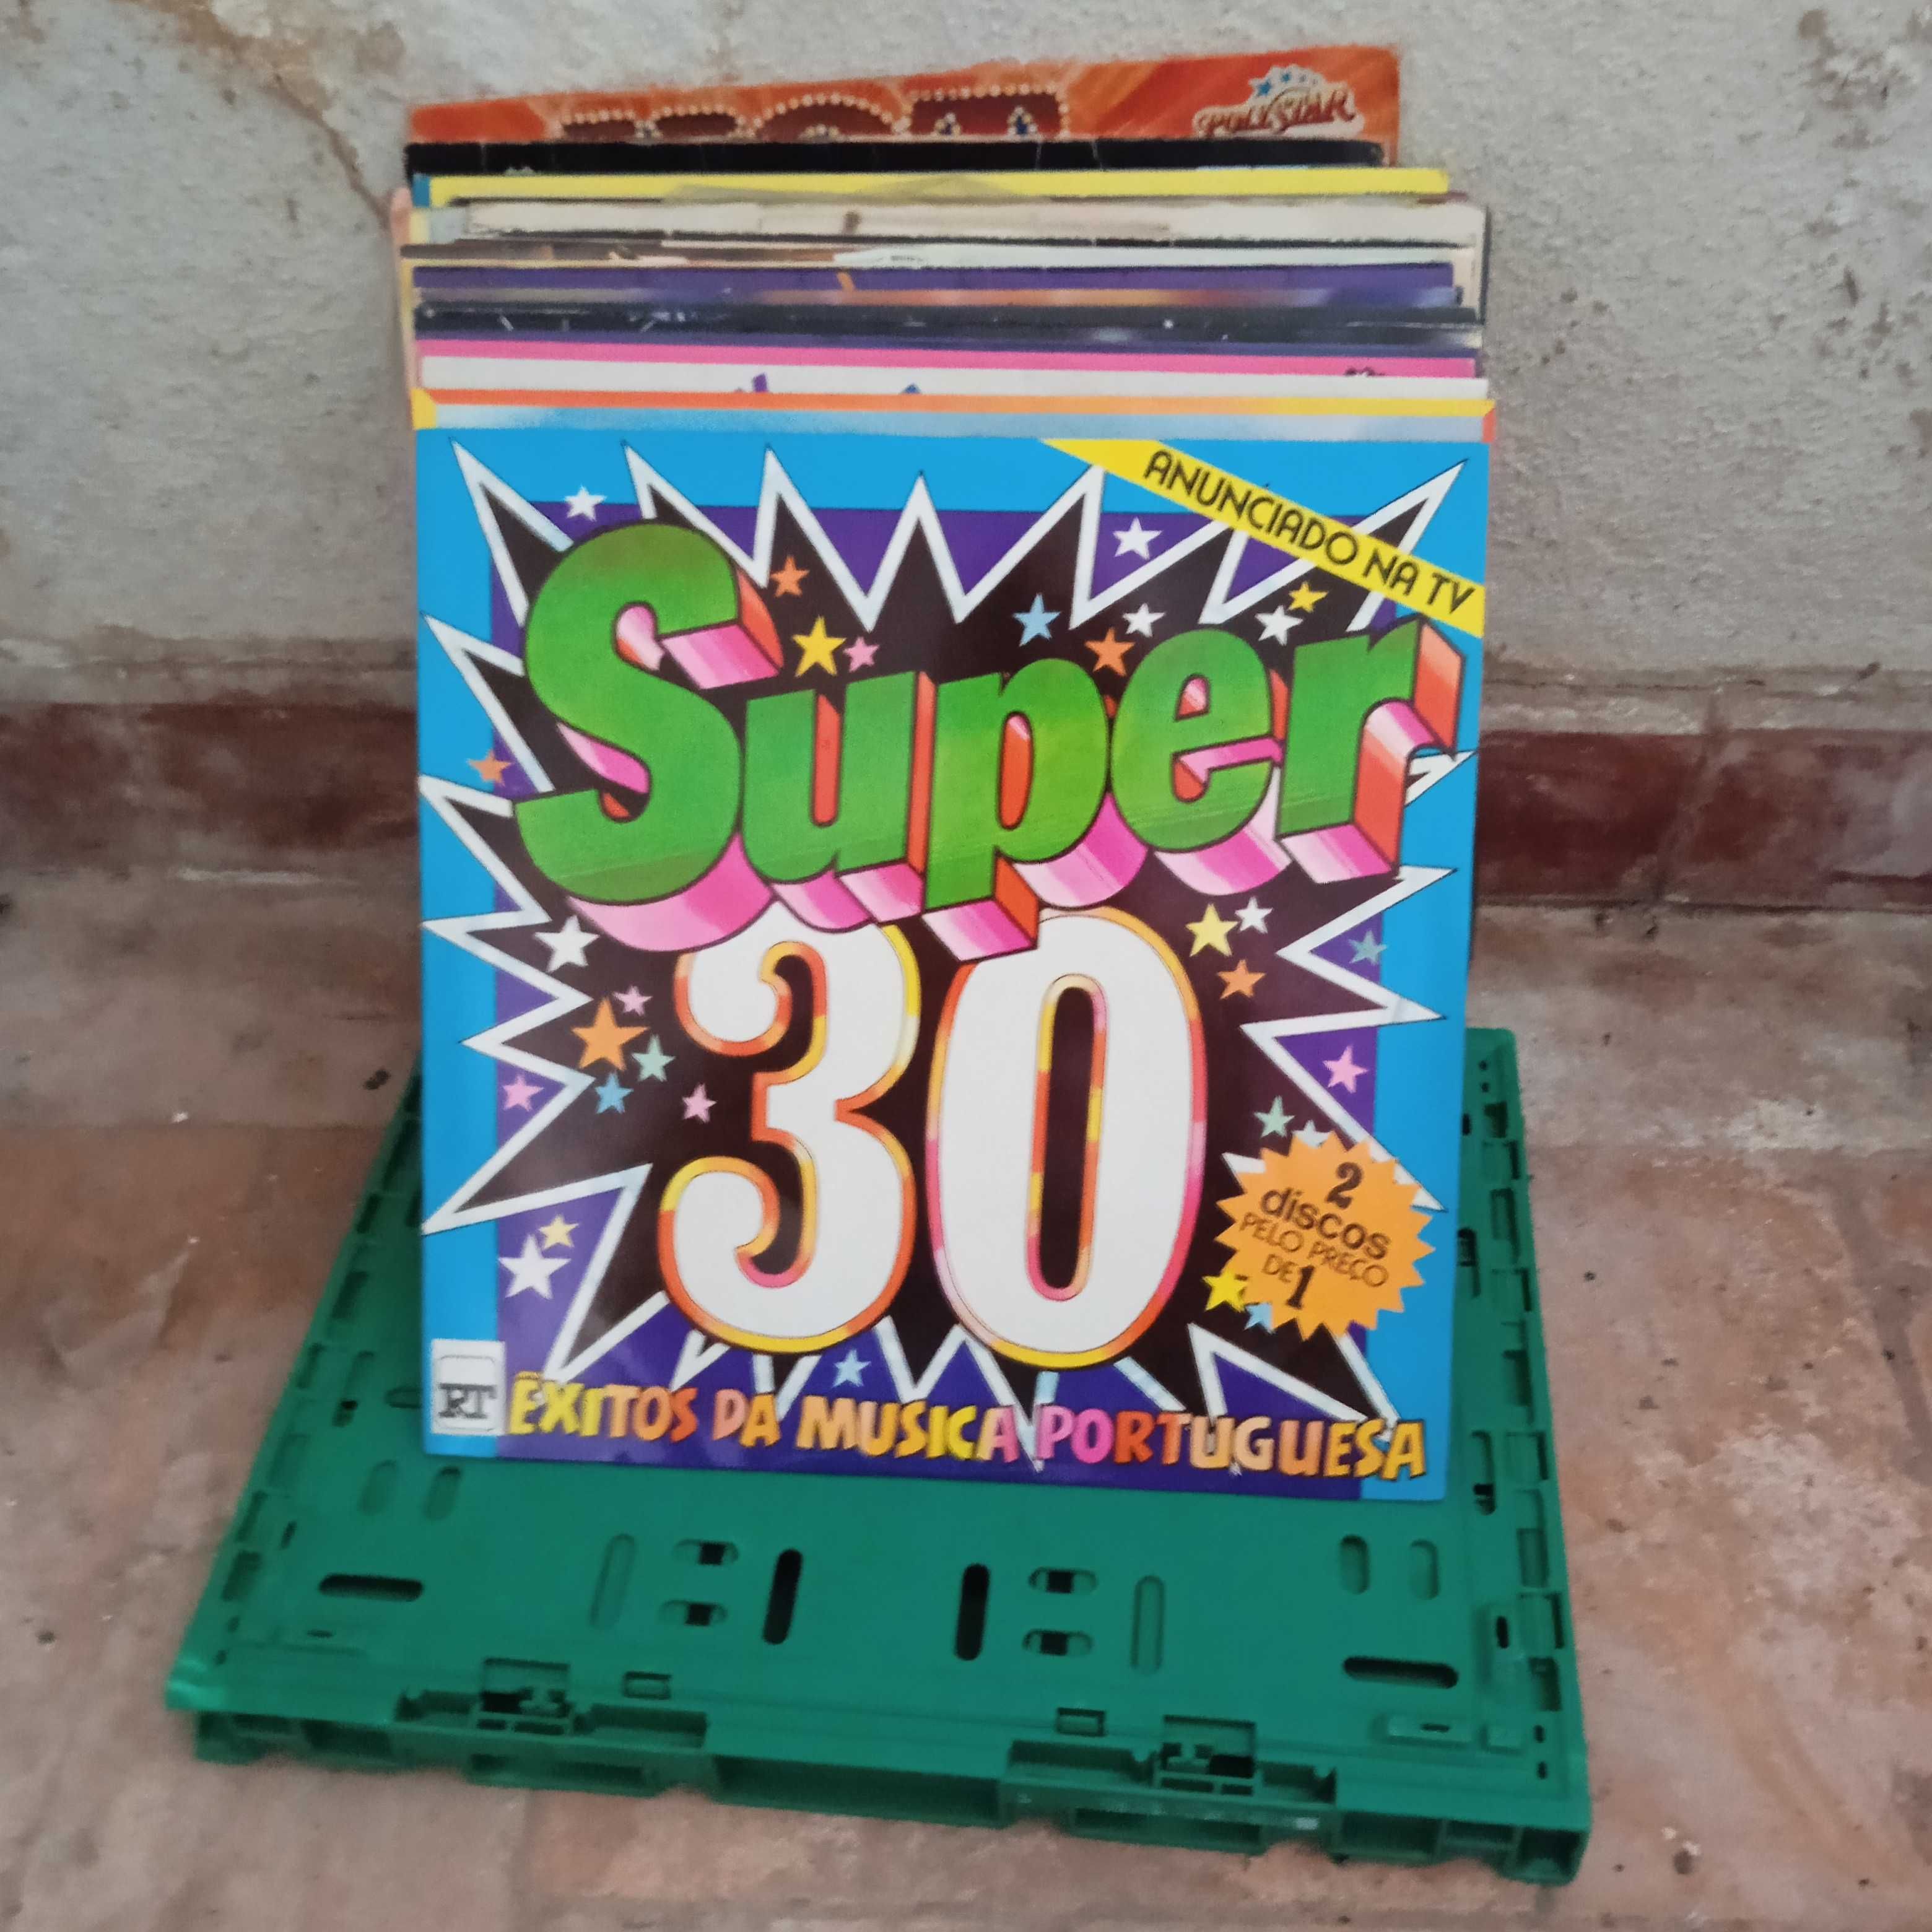 POLYSTAR
ANUNCIADO NA TV
Super
30
2
discos
PELO PREÇO
DE 1
RT
ÊXITOS DA MUSICA PORTUGUESA